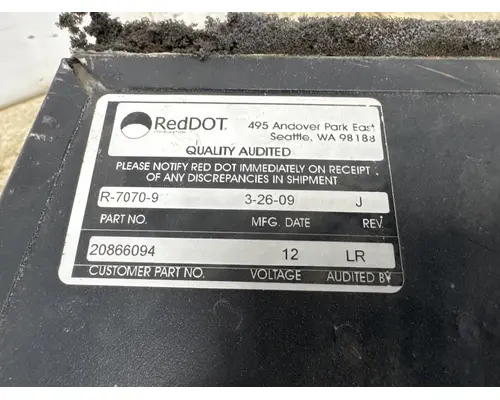 RedDOT 495 Andover Park East
CORPORATION Seattle, WA 98188
QUALITY AUDITED
PLEASE NOTIFY RED DOT IMMEDIATELY ON RECEIPT
OF ANY DISCREPANCIES IN SHIPMENT
R-7070-9 3-26-09 J
PART NO. MFG. DATE REV.
20866094 12 LR
CUSTOMER PART NO. VOLTAGE AUDITED BY